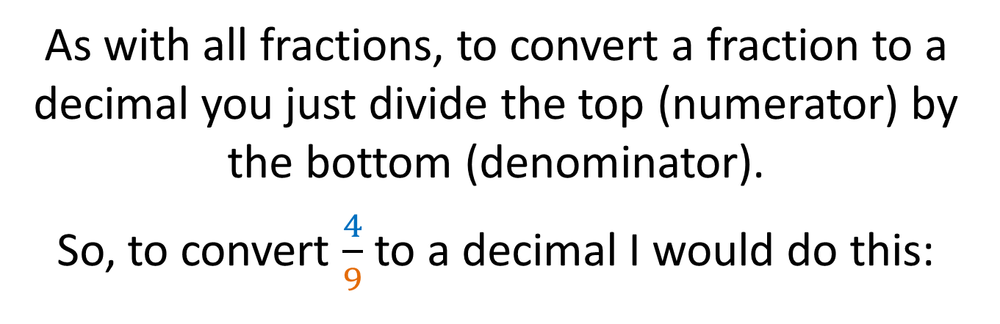 As with all fractions, to convert a fraction to a
decimal you just divide the top (numerator) by
the bottom (denominator).
So, to convert 4/9 to a decimal I would do this: